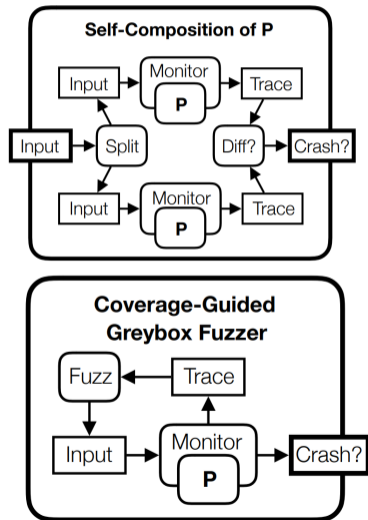 Self-Composition of P
Input
Monitor
P
Trace
Input
Split
Diff?
Crash?
Input
Monitor
P
Trace
Coverage-Guided
Greybox Fuzzer
Fuzz
Trace
Input
Monitor
P
Crash?